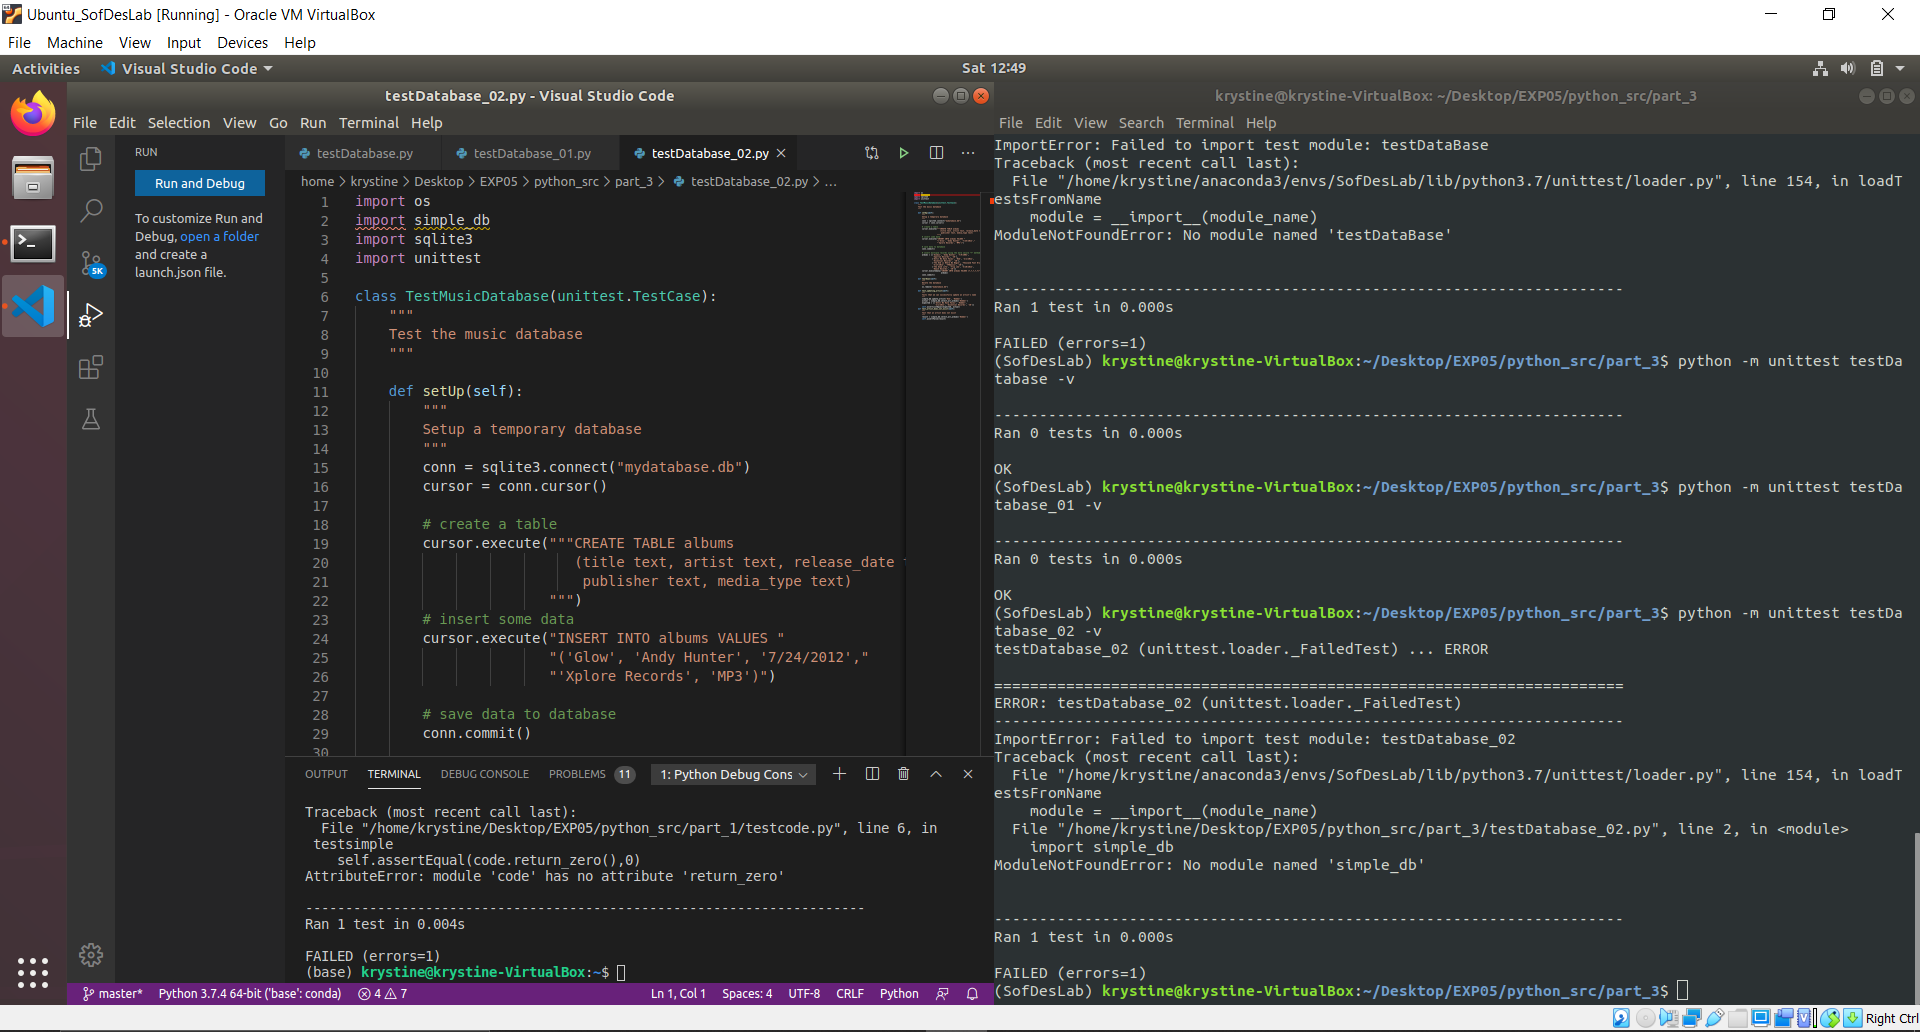 Ubuntu_SofDesLab [Running] - Oracle VM VirtualBox
File Machine View Input Devices Help
Activities Visual Studio Code Sat 12:49
testDatabase_02.py - Visual Studio Code
File Edit Selection View Go Run Terminal Help
RUN
Run and Debug
To customize Run and
Debug, open a folder
and create a
launch.json file.
5K
testDatabase.py testDatabase_01.py testDatabase_02.py
home > krystine > Desktop > EXP05 > python_src > part_3 > testDatabase_02.py > ...
1 import os
2 import simple_db
3 import sqlite3
4 import unittest
5
6 class TestMusicDatabase(unittest.TestCase):
7 """
8 Test the music database
9 """
10
11 def setUp(self):
12 """
13 Setup a temporary database
14 """
15 conn = sqlite3.connect("mydatabase.db")
16 cursor = conn.cursor()
17
18 # create a table
19 cursor.execute("""CREATE TABLE albums
20 (title text, artist text, release_date
21 publisher text, media_type text)
22 """)
23 # insert some data
24 cursor.execute("INSERT INTO albums VALUES "
25 "('Glow', 'Andy Hunter', '7/24/2012',"
26 "'Xplore Records', 'MP3')")
27
28 # save data to database
29 conn.commit()
30
OUTPUT TERMINAL DEBUG CONSOLE PROBLEMS 11 1: Python Debug Cons
Traceback (most recent call last):
File "/home/krystine/Desktop/EXP05/python_src/part_1/testcode.py", line 6, in
testsimple
self.assertEqual(code.return_zero(),0)
AttributeError: module 'code' has no attribute 'return_zero'
----------------------------------------------------------------------
Ran 1 test in 0.004s
FAILED (errors=1)
(base) krystine@krystine-VirtualBox:~$
master* Python 3.7.4 64-bit ('base': conda) 4 7 Ln 1, Col 1 Spaces: 4 UTF-8 CRLF Python
krystine@krystine-VirtualBox: ~/Desktop/EXP05/python_src/part_3
File Edit View Search Terminal Help
ImportError: Failed to import test module: testDataBase
Traceback (most recent call last):
File "/home/krystine/anaconda3/envs/SofDesLab/lib/python3.7/unittest/loader.py", line 154, in loadT
estsFromName
module = __import__(module_name)
ModuleNotFoundError: No module named 'testDataBase'
----------------------------------------------------------------------
Ran 1 test in 0.000s
FAILED (errors=1)
(SofDesLab) krystine@krystine-VirtualBox:~/Desktop/EXP05/python_src/part_3$ python -m unittest testDa
tabase -v
----------------------------------------------------------------------
Ran 0 tests in 0.000s
OK
(SofDesLab) krystine@krystine-VirtualBox:~/Desktop/EXP05/python_src/part_3$ python -m unittest testDa
tabase_01 -v
----------------------------------------------------------------------
Ran 0 tests in 0.000s
OK
(SofDesLab) krystine@krystine-VirtualBox:~/Desktop/EXP05/python_src/part_3$ python -m unittest testDa
tabase_02 -v
testDatabase_02 (unittest.loader._FailedTest) ... ERROR
======================================================================
ERROR: testDatabase_02 (unittest.loader._FailedTest)
----------------------------------------------------------------------
ImportError: Failed to import test module: testDatabase_02
Traceback (most recent call last):
File "/home/krystine/anaconda3/envs/SofDesLab/lib/python3.7/unittest/loader.py", line 154, in loadT
estsFromName
module = __import__(module_name)
File "/home/krystine/Desktop/EXP05/python_src/part_3/testDatabase_02.py", line 2, in <module>
import simple_db
ModuleNotFoundError: No module named 'simple_db'
----------------------------------------------------------------------
Ran 1 test in 0.000s
FAILED (errors=1)
(SofDesLab) krystine@krystine-VirtualBox:~/Desktop/EXP05/python_src/part_3$
Right Ctrl